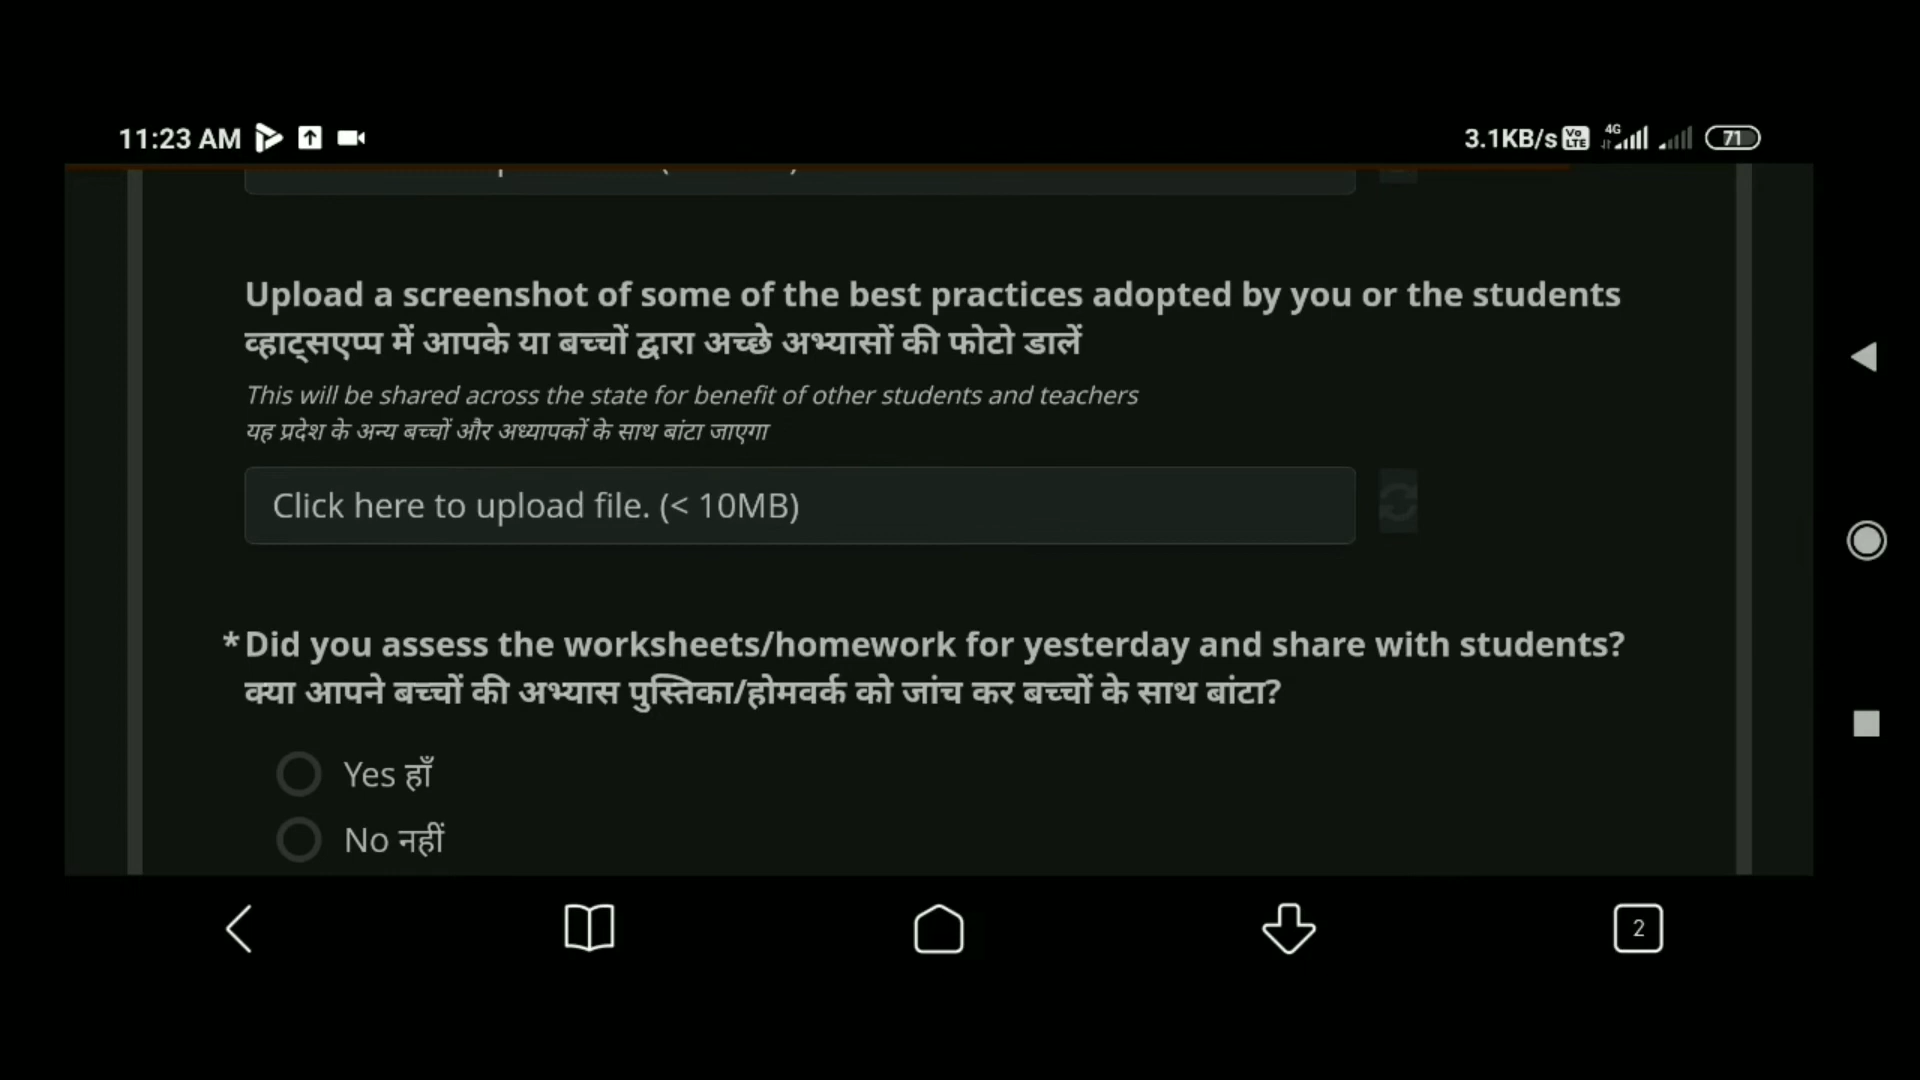 11:23 AM
3.1KB/s Vo LTE 4G 71
Upload a screenshot of some of the best practices adopted by you or the students
व्हाट्सएप्प में आपके या बच्चों द्वारा अच्छे अभ्यासों की फोटो डालें
This will be shared across the state for benefit of other students and teachers
यह प्रदेश के अन्य बच्चों और अध्यापकों के साथ बांटा जाएगा
Click here to upload file. (< 10MB)
* Did you assess the worksheets/homework for yesterday and share with students?
क्या आपने बच्चों की अभ्यास पुस्तिका/होमवर्क को जांच कर बच्चों के साथ बांटा?
Yes हाँ
No नहीं
2